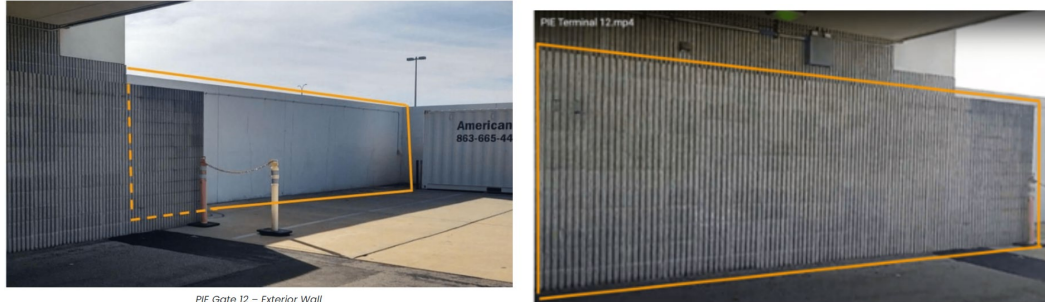 PIE Terminal 12.mp4
American
863-665-44
PIE Gate 12 – Exterior Wall